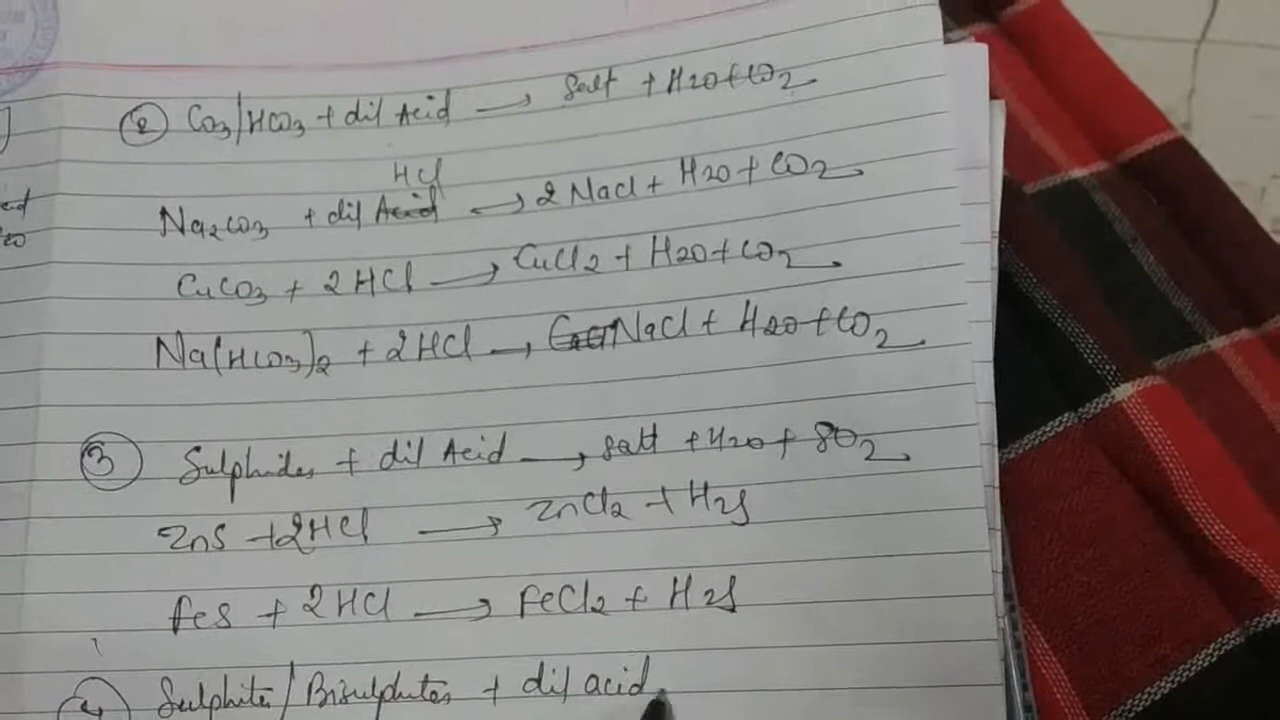 ② CO3/HCO3 + dil Acid → Salt + H2O + CO2
HCl
Na2CO3 + dil Acid → 2NaCl + H2O + CO2.
CuCO3 + 2HCl → CuCl2 + H2O + CO2.
Na(HCO3)2 + 2HCl → NaCl + H2O + CO2.
③ Sulphides + dil Acid → salt + H2O + SO2.
ZnS + 2HCl → ZnCl2 + H2S
FeS + 2HCl → FeCl2 + H2S
④ Sulphite/Bisulphites + dil acid